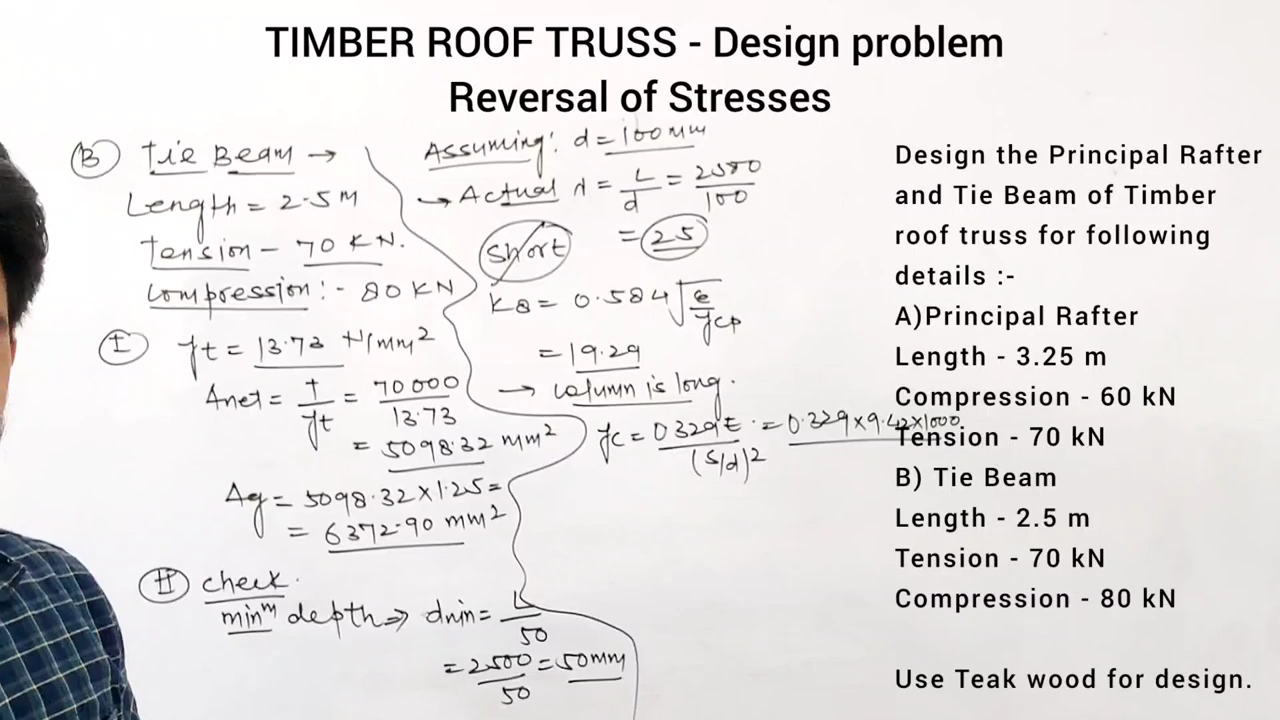 TIMBER ROOF TRUSS - Design problem
Reversal of Stresses
B Tie Beam →
Length = 2.5 M
Tension - 70 KN.
Compression :- 80 KN
I ft = 13.73 N/mm²
Anet = T/ft = 70000/13.73
= 5098.32 mm²
Ag = 5098.32 × 1.25 =
= 6372.90 mm²
II check.
minᵐ depth ⇒ dmin = L/50
= 2500/50 = 50mm
Assuming: d = 100 mm
→ Actual λ = L/d = 2500/100
= 25
Short
K8 = 0.584 √E/fcp
= 19.29
→ column is long.
fc = 0.329E/(S/d)² = 0.329×9.42×1000
Design the Principal Rafter
and Tie Beam of Timber
roof truss for following
details :-
A)Principal Rafter
Length - 3.25 m
Compression - 60 kN
Tension - 70 kN
B) Tie Beam
Length - 2.5 m
Tension - 70 kN
Compression - 80 kN
Use Teak wood for design.